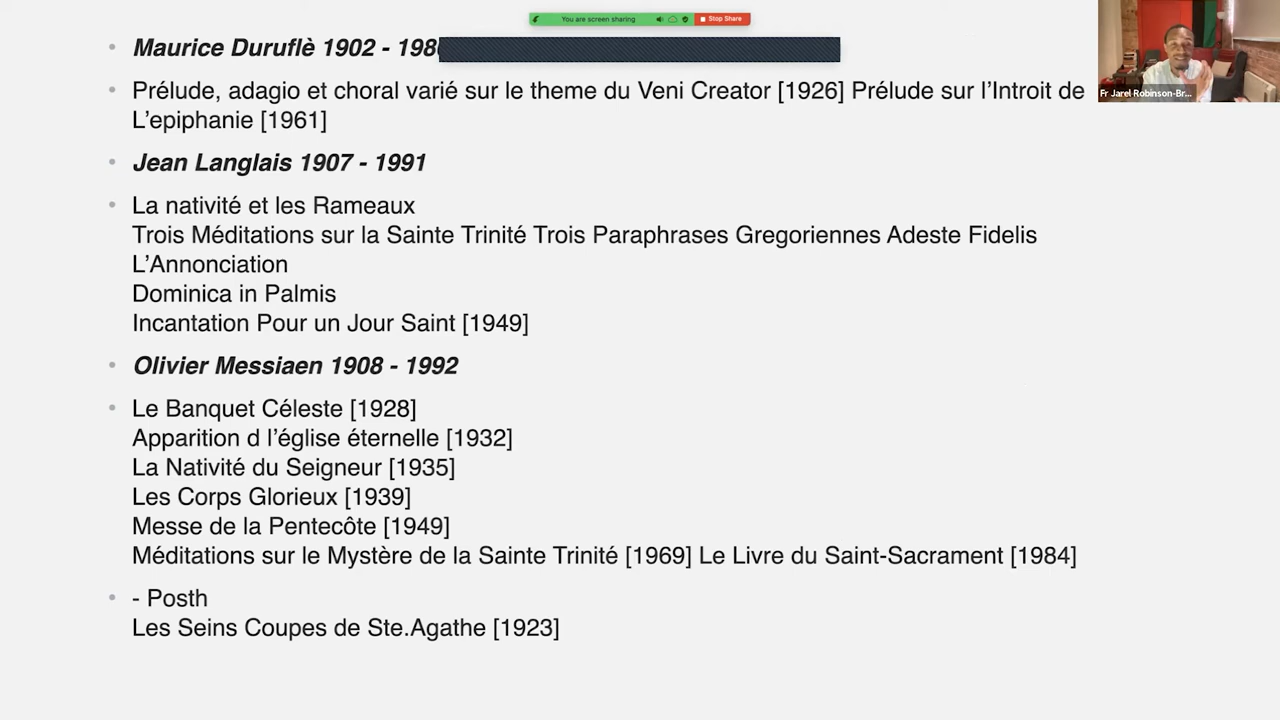 You are screen sharing
Stop Share
Maurice Duruflè 1902 - 198
Fr Jarel Robinson-Br...
Prélude, adagio et choral varié sur le theme du Veni Creator [1926] Prélude sur l’Introit de
L’epiphanie [1961]
Jean Langlais 1907 - 1991
La nativité et les Rameaux
Trois Méditations sur la Sainte Trinité Trois Paraphrases Gregoriennes Adeste Fidelis
L’Annonciation
Dominica in Palmis
Incantation Pour un Jour Saint [1949]
Olivier Messiaen 1908 - 1992
Le Banquet Céleste [1928]
Apparition d l’église éternelle [1932]
La Nativité du Seigneur [1935]
Les Corps Glorieux [1939]
Messe de la Pentecôte [1949]
Méditations sur le Mystère de la Sainte Trinité [1969] Le Livre du Saint-Sacrament [1984]
- Posth
Les Seins Coupes de Ste.Agathe [1923]